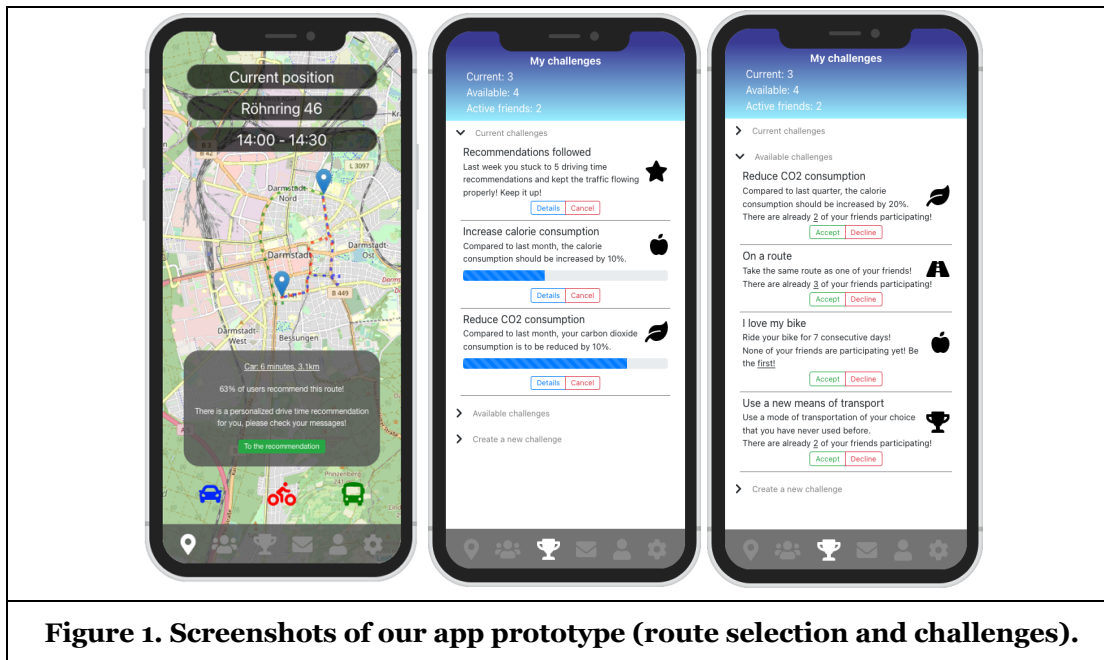 Current position
Röhnring 46
14:00 - 14:30
B 3
B 42
L 3097
Darmstadt
Nord
Darmstadt
Darmstadt
Ost
B 449
Darmstadt
West
Bessungen
Car: 6 minutes, 3.1km
63% of users recommend this route!
There is a personalized drive time recommendation
for you, please check your messages!
To the recommendation
Prinzenberg
241
My challenges
Current: 3
Available: 4
Active friends: 2
Current challenges
Recommendations followed
Last week you stuck to 5 driving time
recommendations and kept the traffic flowing
properly! Keep it up!
Details Cancel
Increase calorie consumption
Compared to last month, the calorie
consumption should be increased by 10%.
Details Cancel
Reduce CO2 consumption
Compared to last month, your carbon dioxide
consumption is to be reduced by 10%.
Details Cancel
Available challenges
Create a new challenge
My challenges
Current: 3
Available: 4
Active friends: 2
Current challenges
Available challenges
Reduce CO2 consumption
Compared to last quarter, the calorie
consumption should be increased by 20%.
There are already 2 of your friends participating!
Accept Decline
On a route
Take the same route as one of your friends!
There are already 3 of your friends participating!
Accept Decline
I love my bike
Ride your bike for 7 consecutive days!
None of your friends are participating yet! Be
the first!
Accept Decline
Use a new means of transport
Use a mode of transportation of your choice
that you have never used before.
There are already 2 of your friends participating!
Accept Decline
Create a new challenge
Figure 1. Screenshots of our app prototype (route selection and challenges).